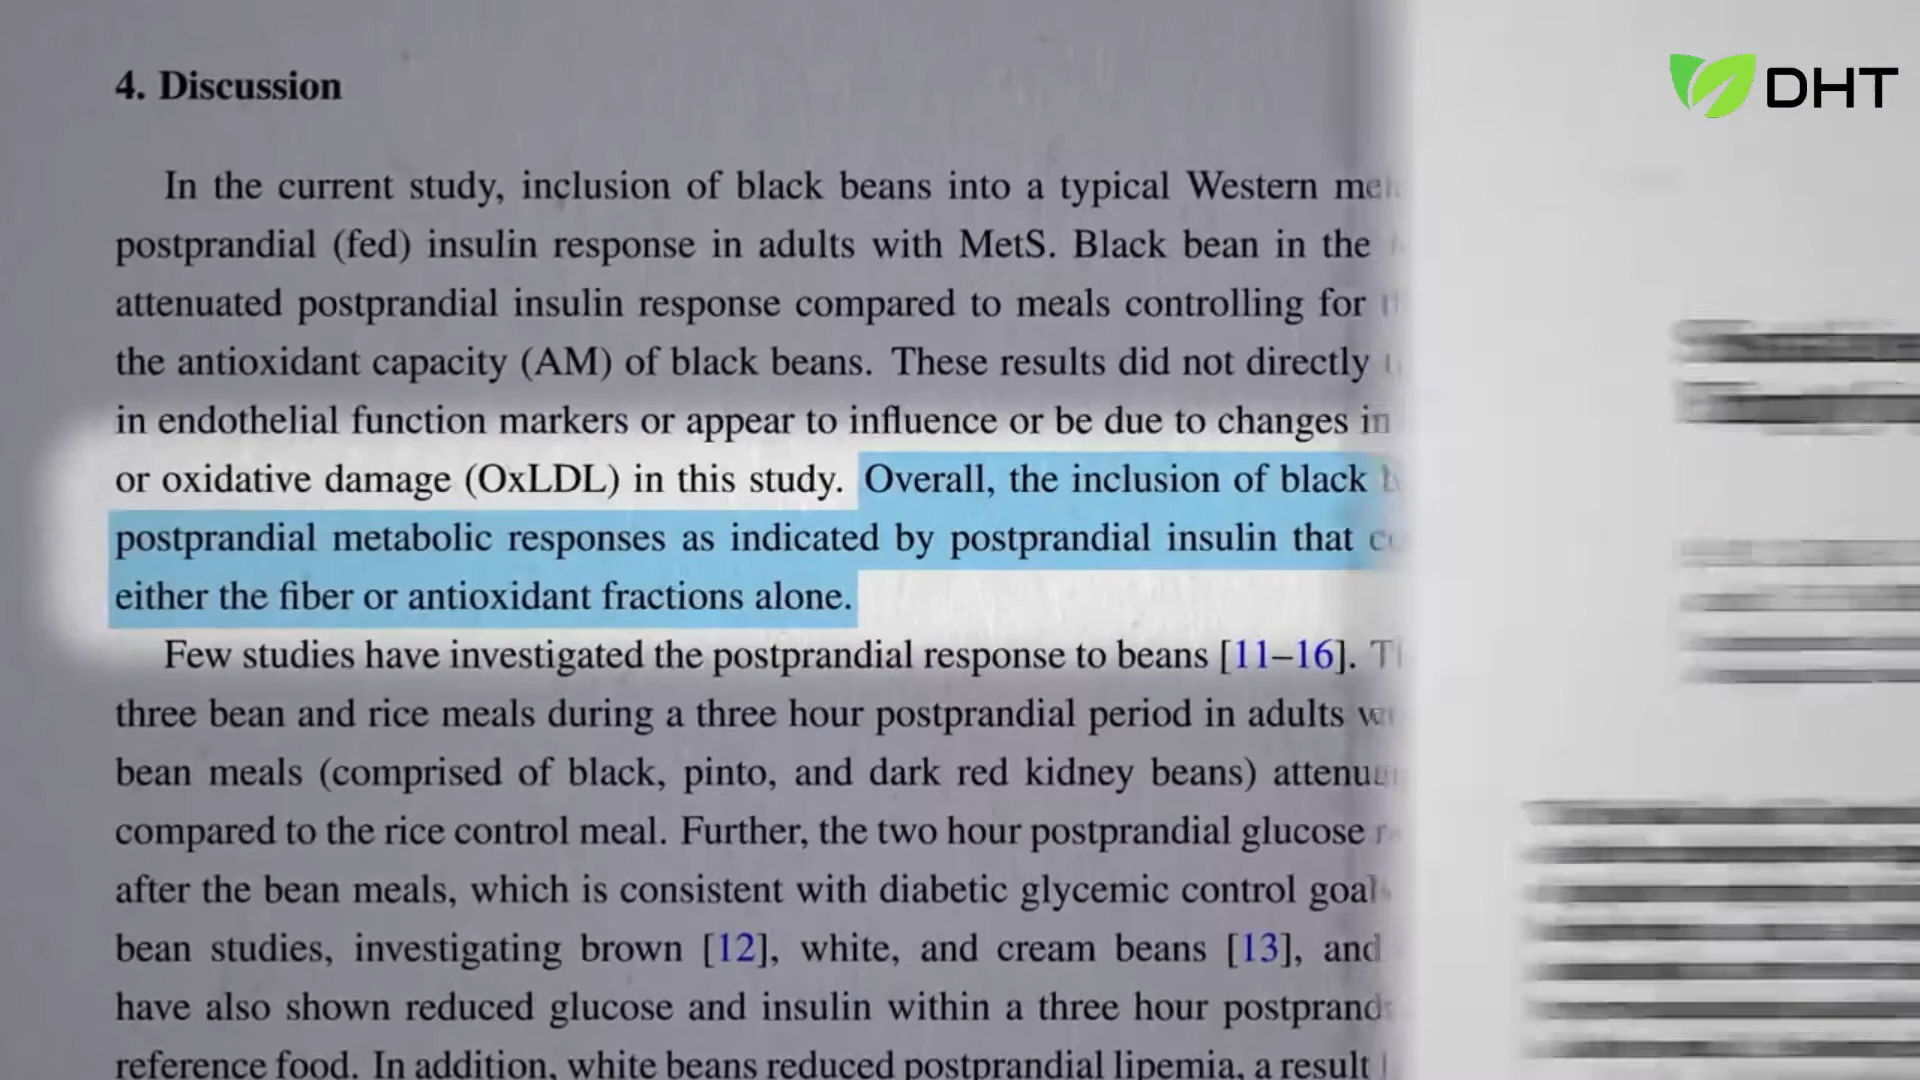 DHT
4. Discussion
In the current study, inclusion of black beans into a typical Western
postprandial (fed) insulin response in adults with MetS. Black bean in the
attenuated postprandial insulin response compared to meals controlling for
the antioxidant capacity (AM) of black beans. These results did not directly
in endothelial function markers or appear to influence or be due to changes in
or oxidative damage (OxLDL) in this study. Overall, the inclusion of black
postprandial metabolic responses as indicated by postprandial insulin that
either the fiber or antioxidant fractions alone.
Few studies have investigated the postprandial response to beans [11–16].
three bean and rice meals during a three hour postprandial period in adults
bean meals (comprised of black, pinto, and dark red kidney beans)
compared to the rice control meal. Further, the two hour postprandial glucose
after the bean meals, which is consistent with diabetic glycemic control
bean studies, investigating brown [12], white, and cream beans [13], and
have also shown reduced glucose and insulin within a three hour
reference food. In addition, white beans reduced postprandial lipemia, a result